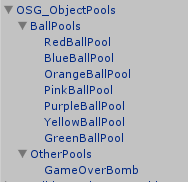 OSG_ObjectPools
BallPools
RedBallPool
BlueBallPool
OrangeBallPool
PinkBallPool
PurpleBallPool
YellowBallPool
GreenBallPool
OtherPools
GameOverBomb